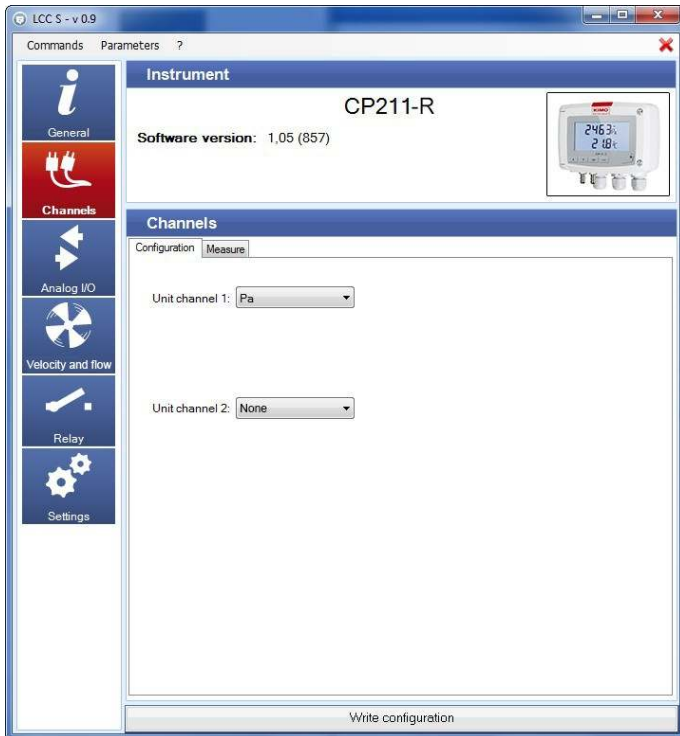 LCC S - v 0.9
Commands Parameters ?
General
Channels
Analog I/O
Velocity and flow
Relay
Settings
Instrument
CP211-R
Software version: 1,05 (857)
KIMO
Channels
Configuration Measure
Unit channel 1: Pa
Unit channel 2: None
Write configuration